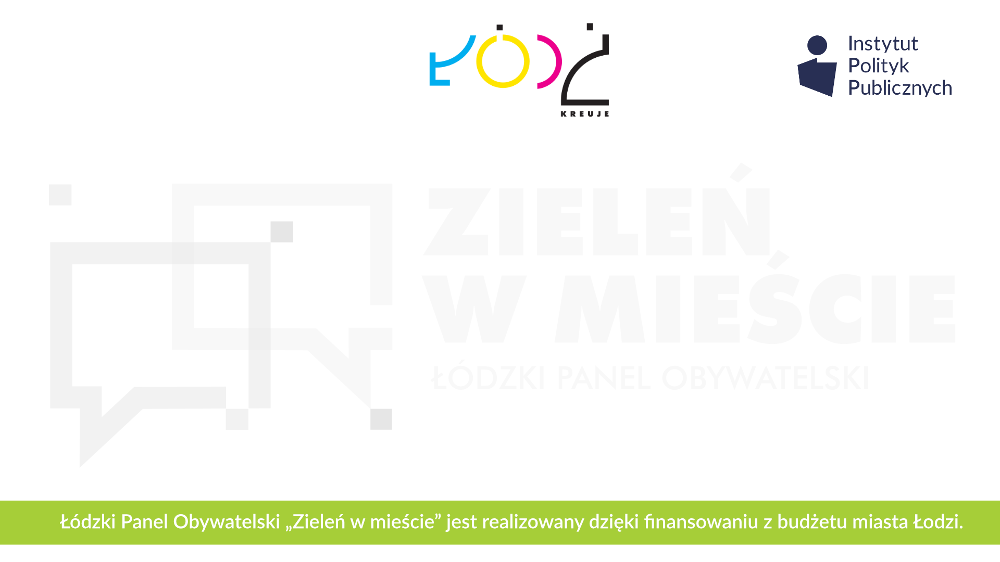 ŁÓDŹ
KREUJE
Instytut
Polityk
Publicznych
ZIELEŃ
W MIEŚCIE
ŁÓDZKI PANEL OBYWATELSKI
Łódzki Panel Obywatelski „Zieleń w mieście” jest realizowany dzięki finansowaniu z budżetu miasta Łodzi.